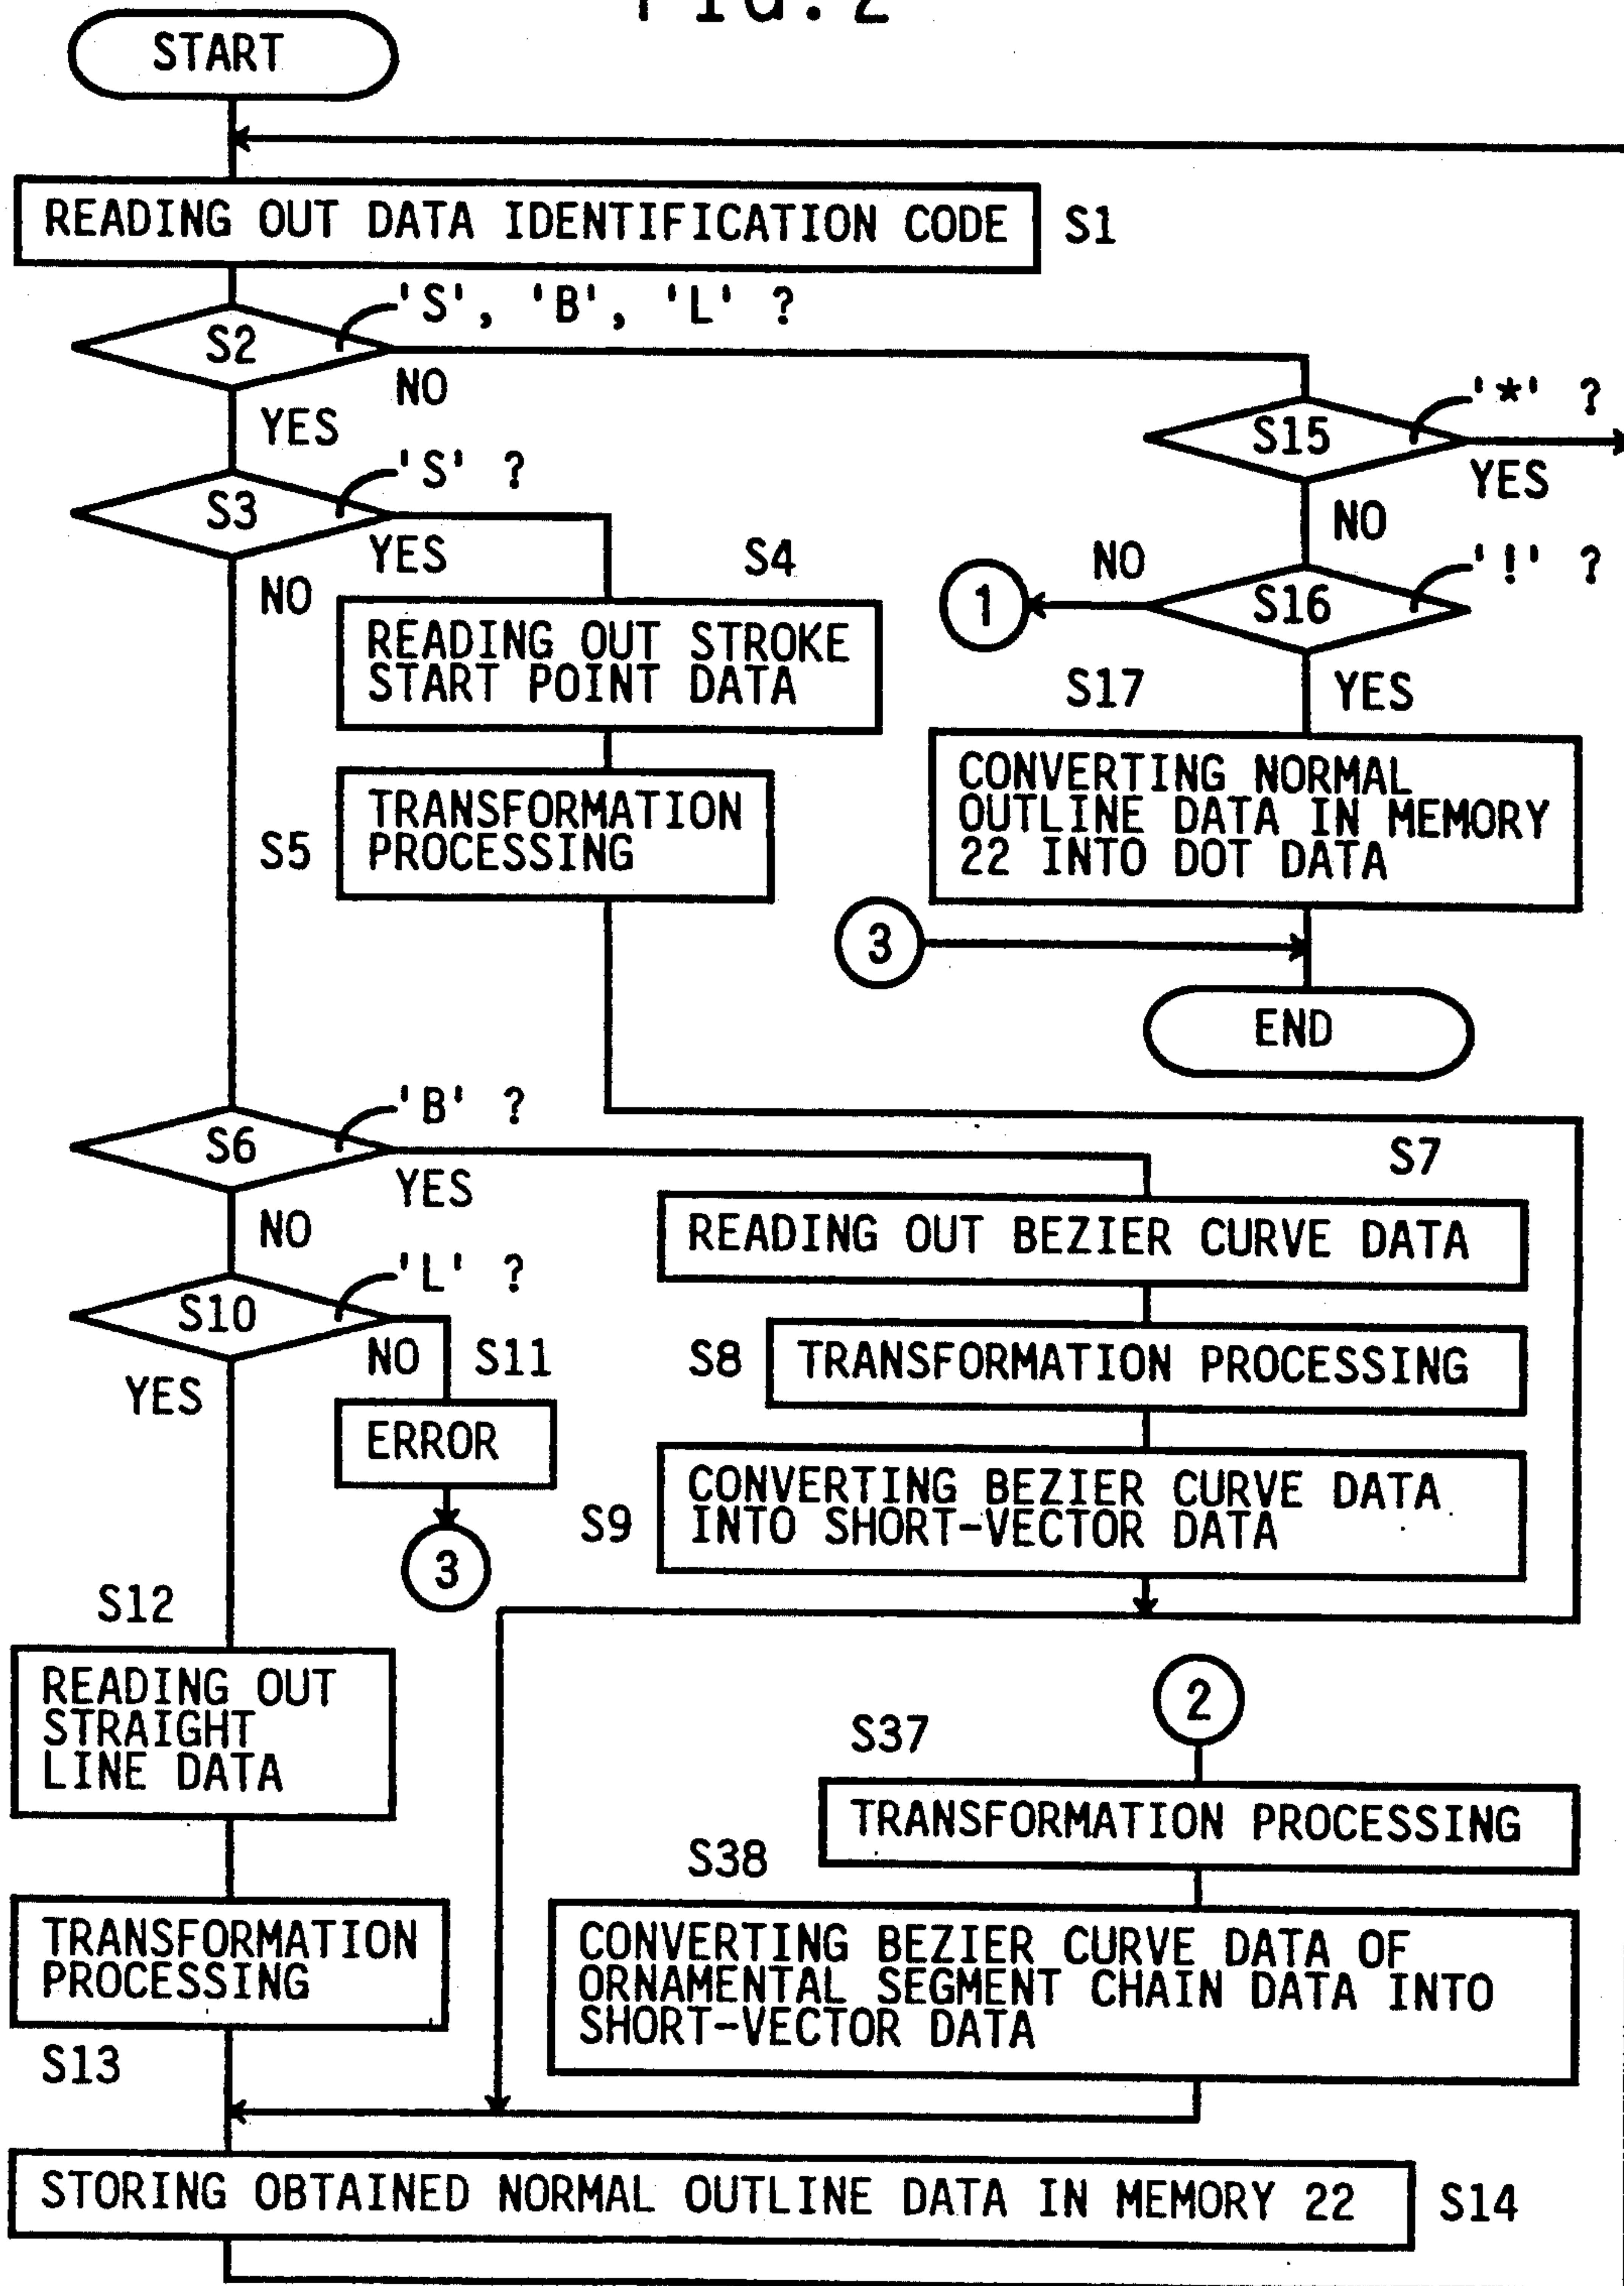 Fig. 2
START
READING OUT DATA IDENTIFICATION CODE
S1
'S', 'B', 'L' ?
S2
NO
YES
'*' ?
S15
YES
NO
'S' ?
S3
YES
NO
S4
READING OUT STROKE
START POINT DATA
NO
'!' ?
1
S16
YES
S17
S5
TRANSFORMATION
PROCESSING
CONVERTING NORMAL
OUTLINE DATA IN MEMORY
22 INTO DOT DATA
3
END
'B' ?
S6
YES
NO
S7
READING OUT BEZIER CURVE DATA
'L' ?
S10
NO
S11
YES
S8
TRANSFORMATION PROCESSING
ERROR
3
S9
CONVERTING BEZIER CURVE DATA
INTO SHORT-VECTOR DATA
S12
READING OUT
STRAIGHT
LINE DATA
2
S37
TRANSFORMATION PROCESSING
S38
TRANSFORMATION
PROCESSING
S13
CONVERTING BEZIER CURVE DATA OF
ORNAMENTAL SEGMENT CHAIN DATA INTO
SHORT-VECTOR DATA
STORING OBTAINED NORMAL OUTLINE DATA IN MEMORY 22
S14